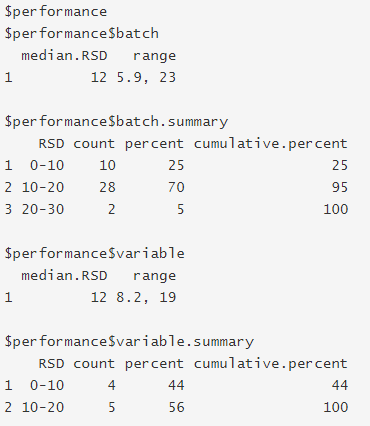 $performance
$performance$batch
  median.RSD   range
1         12 5.9, 23

$performance$batch.summary
    RSD count percent cumulative.percent
1  0-10    10      25                 25
2 10-20    28      70                 95
3 20-30     2       5                100

$performance$variable
  median.RSD   range
1         12 8.2, 19

$performance$variable.summary
    RSD count percent cumulative.percent
1  0-10     4      44                 44
2 10-20     5      56                100